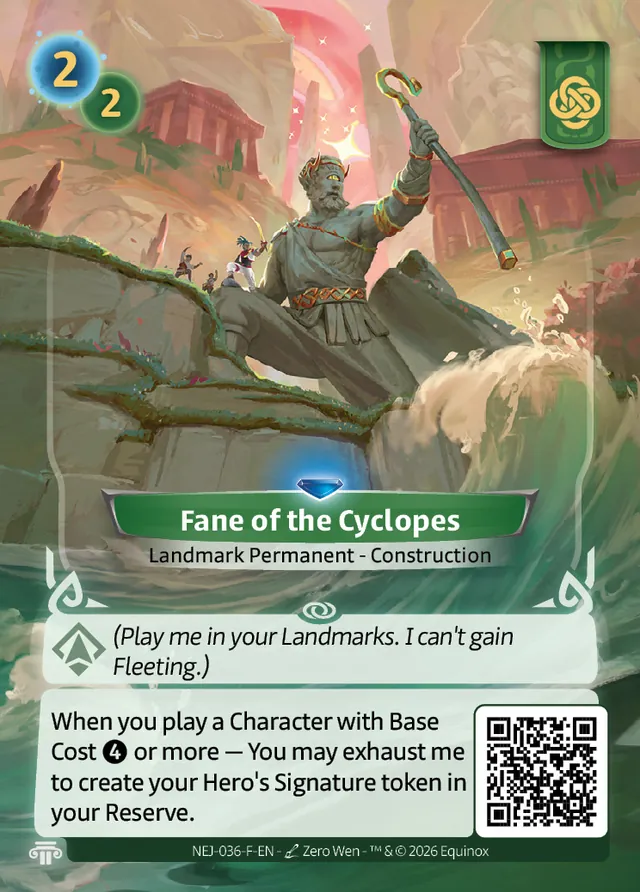 2
2
Fane of the Cyclopes
Landmark Permanent - Construction
(Play me in your Landmarks. I can't gain
Fleeting.)
When you play a Character with Base
Cost 4 or more — You may exhaust me
to create your Hero's Signature token in
your Reserve.
NEJ-036-F-EN - Zero Wen - ™ & © 2026 Equinox